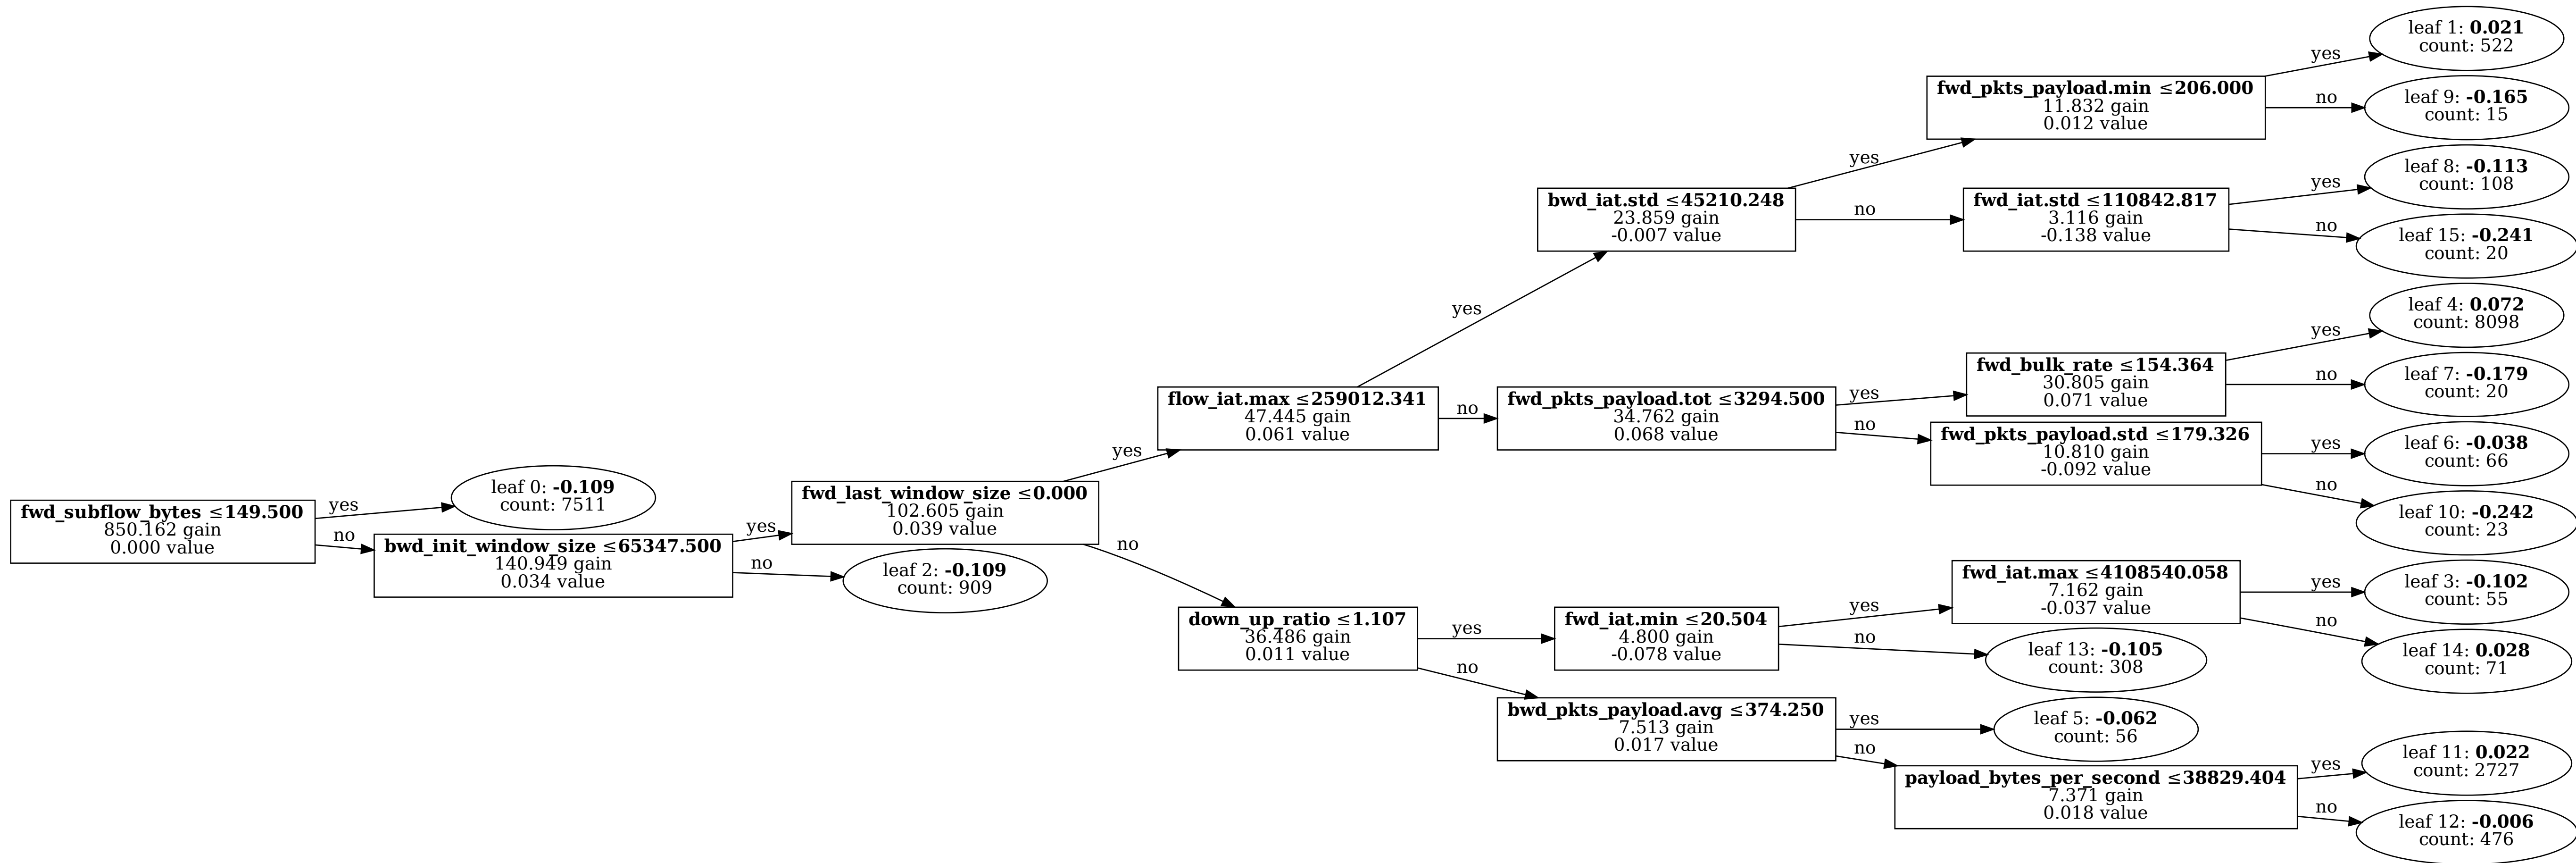 fwd_subflow_bytes ≤149.500
850.162 gain
0.000 value
yes
no
leaf 0: -0.109
count: 7511
bwd_init_window_size ≤65347.500
140.949 gain
0.034 value
yes
no
fwd_last_window_size ≤0.000
102.605 gain
0.039 value
leaf 2: -0.109
count: 909
yes
no
flow_iat.max ≤259012.341
47.445 gain
0.061 value
yes
no
down_up_ratio ≤1.107
36.486 gain
0.011 value
yes
no
bwd_iat.std ≤45210.248
23.859 gain
-0.007 value
yes
no
fwd_pkts_payload.tot ≤3294.500
34.762 gain
0.068 value
yes
no
fwd_iat.min ≤20.504
4.800 gain
-0.078 value
yes
no
bwd_pkts_payload.avg ≤374.250
7.513 gain
0.017 value
yes
no
fwd_pkts_payload.min ≤206.000
11.832 gain
0.012 value
yes
no
fwd_iat.std ≤110842.817
3.116 gain
-0.138 value
yes
no
fwd_bulk_rate ≤154.364
30.805 gain
0.071 value
yes
no
fwd_pkts_payload.std ≤179.326
10.810 gain
-0.092 value
yes
no
fwd_iat.max ≤4108540.058
7.162 gain
-0.037 value
yes
no
leaf 13: -0.105
count: 308
leaf 5: -0.062
count: 56
payload_bytes_per_second ≤38829.404
7.371 gain
0.018 value
yes
no
leaf 1: 0.021
count: 522
leaf 9: -0.165
count: 15
leaf 8: -0.113
count: 108
leaf 15: -0.241
count: 20
leaf 4: 0.072
count: 8098
leaf 7: -0.179
count: 20
leaf 6: -0.038
count: 66
leaf 10: -0.242
count: 23
leaf 3: -0.102
count: 55
leaf 14: 0.028
count: 71
leaf 11: 0.022
count: 2727
leaf 12: -0.006
count: 476